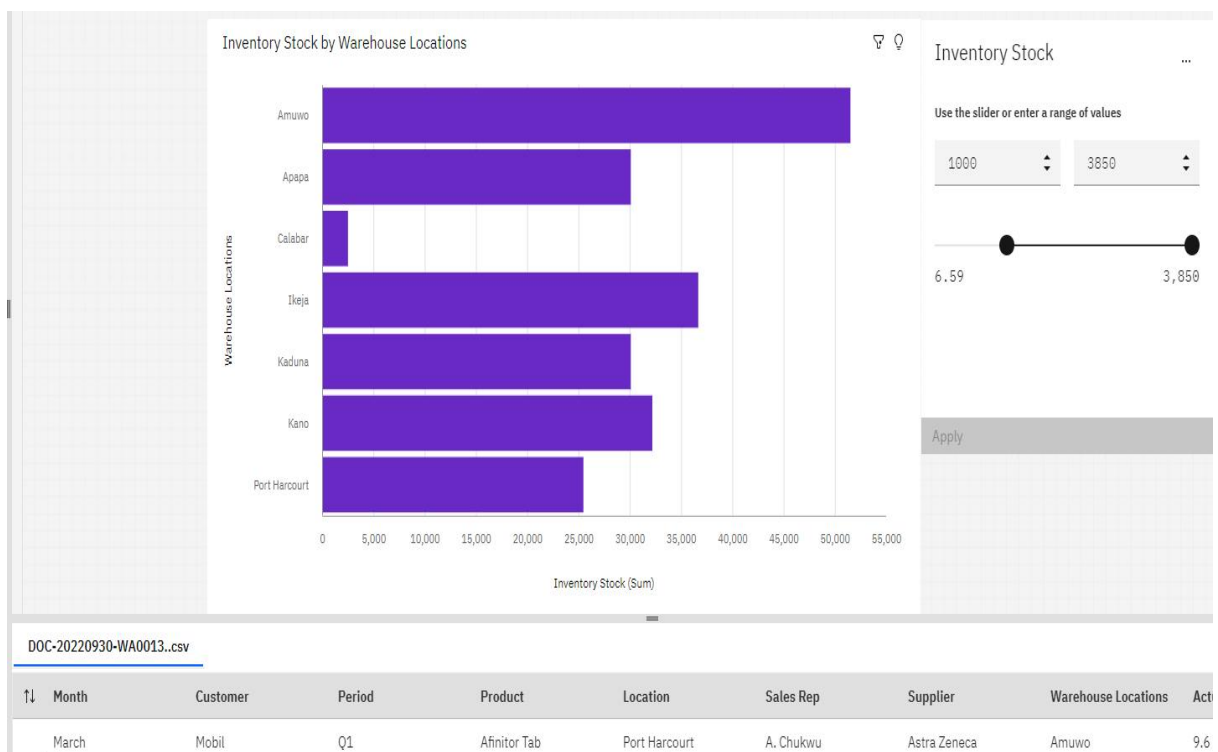 Inventory Stock by Warehouse Locations
Inventory Stock
...
Use the slider or enter a range of values
1000
3850
6.59
3,850
Apply
Warehouse Locations
Amuwo
Apapa
Calabar
Ikeja
Kaduna
Kano
Port Harcourt
0 5,000 10,000 15,000 20,000 25,000 30,000 35,000 40,000 45,000 50,000 55,000
Inventory Stock (Sum)
DOC-20220930-WA0013..csv
Month Customer Period Product Location Sales Rep Supplier Warehouse Locations
March Mobil Q1 Afinitor Tab Port Harcourt A. Chukwu Astra Zeneca Amuwo 9.6